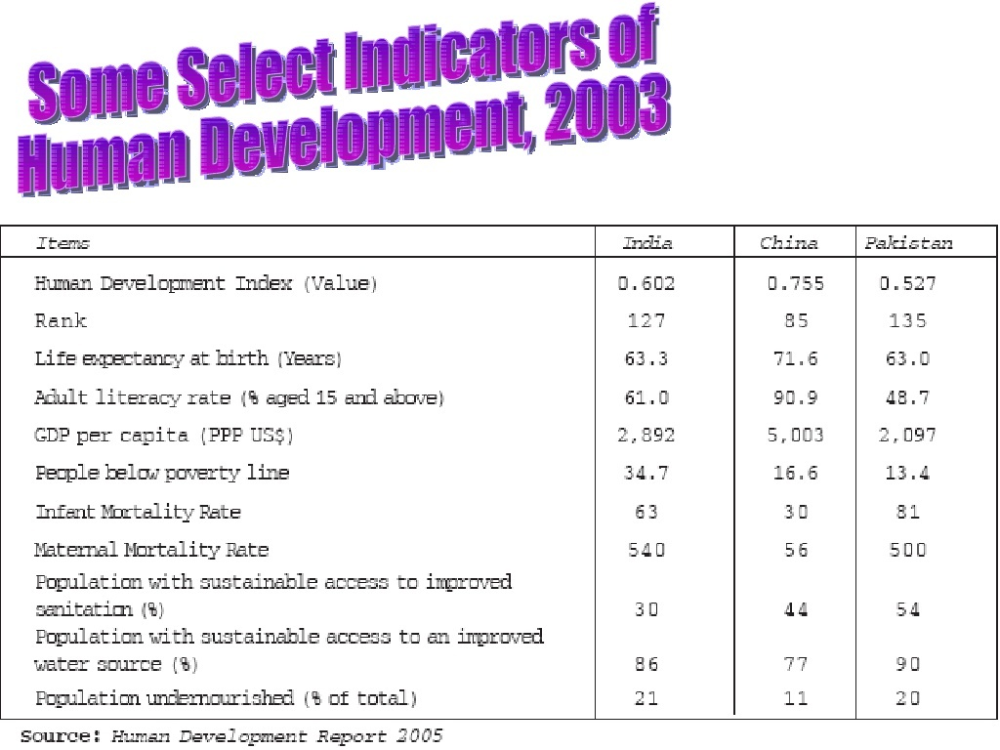 Some Select Indicators of
Human Development, 2003
Items India China Pakistan
Human Development Index (Value) 0.602 0.755 0.527
Rank 127 85 135
Life expectancy at birth (Years) 63.3 71.6 63.0
Adult literacy rate (% aged 15 and above) 61.0 90.9 48.7
GDP per capita (PPP US$) 2,892 5,003 2,097
People below poverty line 34.7 16.6 13.4
Infant Mortality Rate 63 30 81
Maternal Mortality Rate 540 56 500
Population with sustainable access to improved
sanitation (%) 30 44 54
Population with sustainable access to an improved
water source (%) 86 77 90
Population undernourished (% of total) 21 11 20
Source: Human Development Report 2005